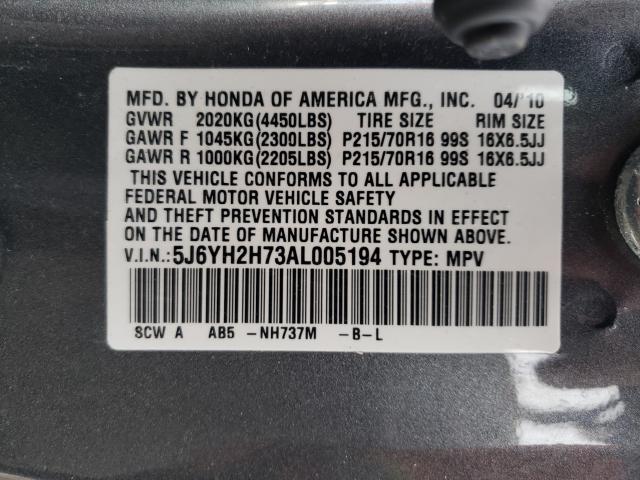 MFD. BY HONDA OF AMERICA MFG., INC. 04/'10
GVWR 2020KG(4450LBS) TIRE SIZE RIM SIZE
GAWR F 1045KG(2300LBS) P215/70R16 99S 16X6.5JJ
GAWR R 1000KG(2205LBS) P215/70R16 99S 16X6.5JJ
THIS VEHICLE CONFORMS TO ALL APPLICABLE
FEDERAL MOTOR VEHICLE SAFETY
AND THEFT PREVENTION STANDARDS IN EFFECT
ON THE DATE OF MANUFACTURE SHOWN ABOVE.
V.I.N.:5J6YH2H73AL005194 TYPE: MPV
SCW A AB5 -NH737M -B-L